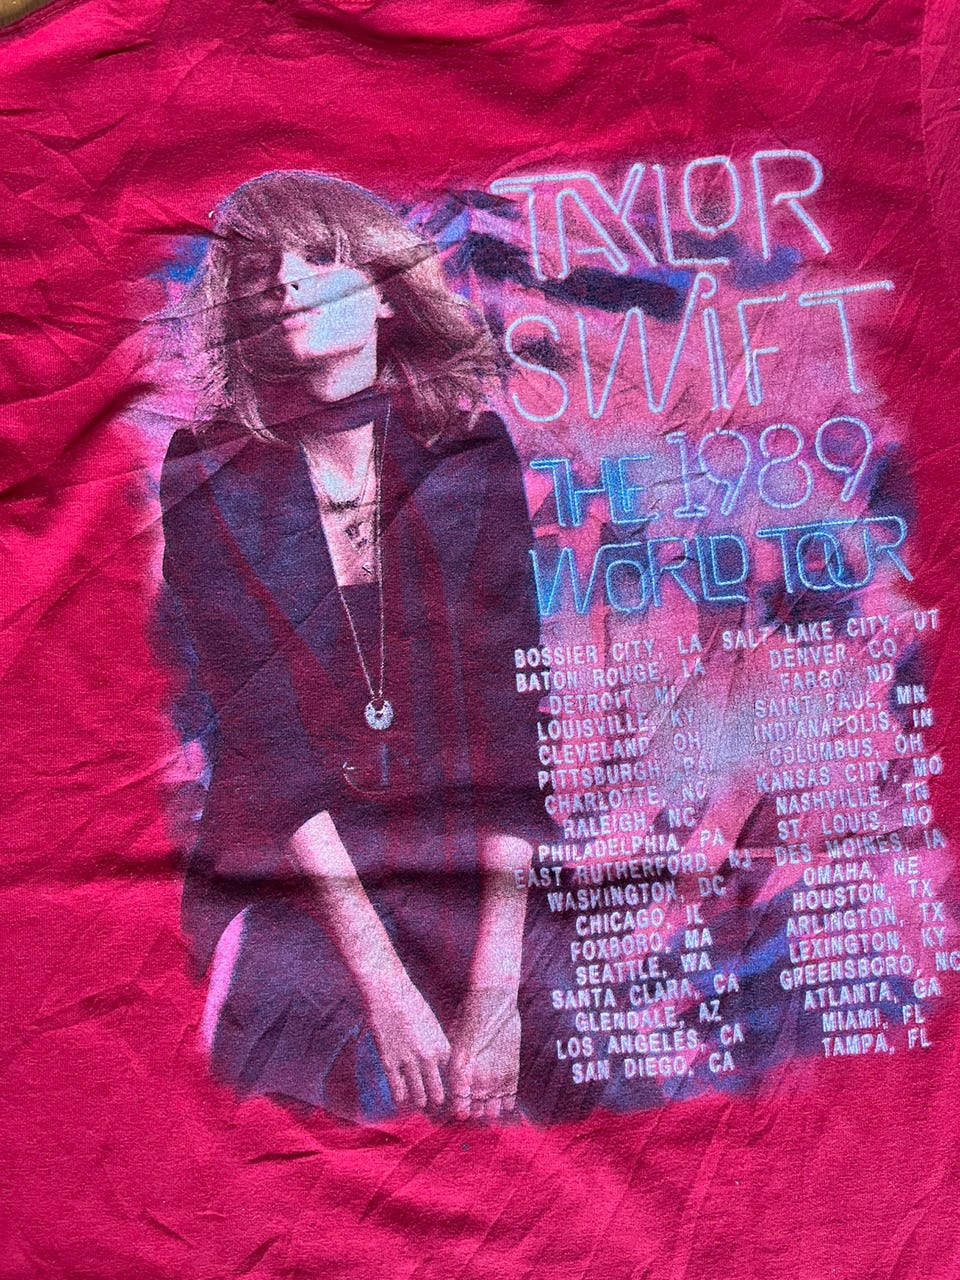 TAYLOR
SWIFT
THE 1989
WORLD TOUR
BOSSIER CITY, LA
BATON ROUGE, LA
DETROIT, MI
LOUISVILLE, KY
CLEVELAND, OH
PITTSBURGH, PA
CHARLOTTE, NC
RALEIGH, NC
PHILADELPHIA, PA
EAST RUTHERFORD, NJ
WASHINGTON, DC
CHICAGO, IL
FOXBORO, MA
SEATTLE, WA
SANTA CLARA, CA
GLENDALE, AZ
LOS ANGELES, CA
SAN DIEGO, CA
SALT LAKE CITY, UT
DENVER, CO
FARGO, ND
SAINT PAUL, MN
INDIANAPOLIS, IN
COLUMBUS, OH
KANSAS CITY, MO
NASHVILLE, TN
ST. LOUIS, MO
DES MOINES, IA
OMAHA, NE
HOUSTON, TX
ARLINGTON, TX
LEXINGTON, KY
GREENSBORO, NC
ATLANTA, GA
MIAMI, FL
TAMPA, FL